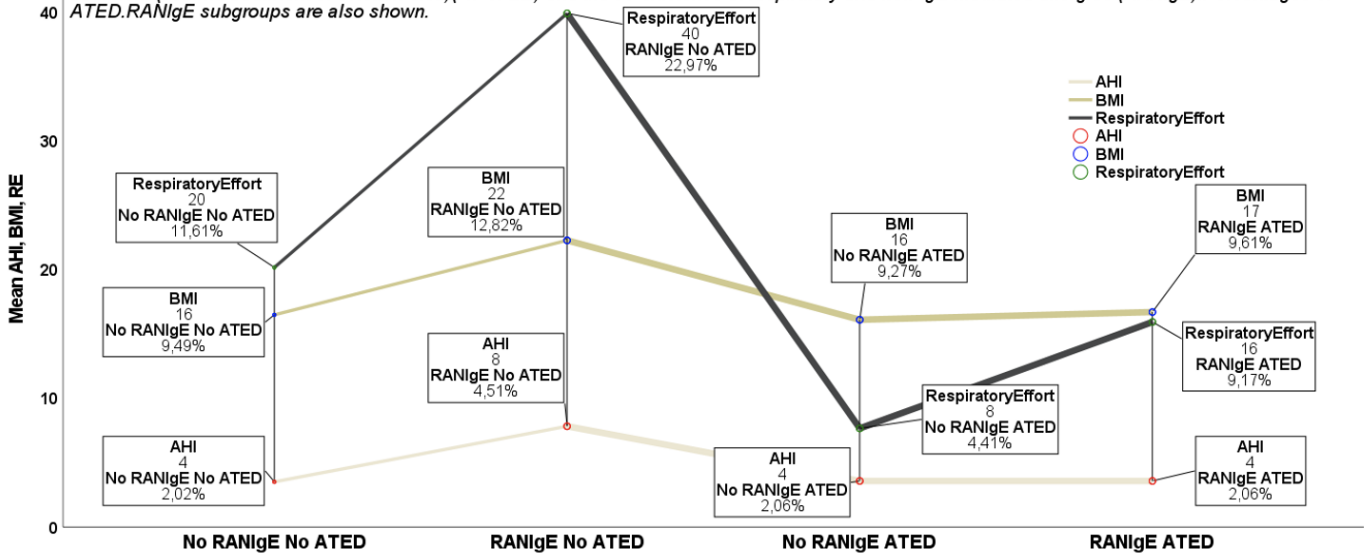 ATED.RANIgE subgroups are also shown.
40
30
20
10
0
Mean AHI, BMI, RE
RespiratoryEffort
40
RANIgE No ATED
22,97%
AHI
BMI
RespiratoryEffort
AHI
BMI
RespiratoryEffort
RespiratoryEffort
20
No RANIgE No ATED
11,61%
BMI
22
RANIgE No ATED
12,82%
BMI
16
No RANIgE ATED
9,27%
BMI
17
RANIgE ATED
9,61%
BMI
16
No RANIgE No ATED
9,49%
AHI
8
RANIgE No ATED
4,51%
RespiratoryEffort
16
RANIgE ATED
9,17%
RespiratoryEffort
8
No RANIgE ATED
4,41%
AHI
4
No RANIgE No ATED
2,02%
AHI
4
No RANIgE ATED
2,06%
AHI
4
RANIgE ATED
2,06%
No RANIgE No ATED
RANIgE No ATED
No RANIgE ATED
RANIgE ATED